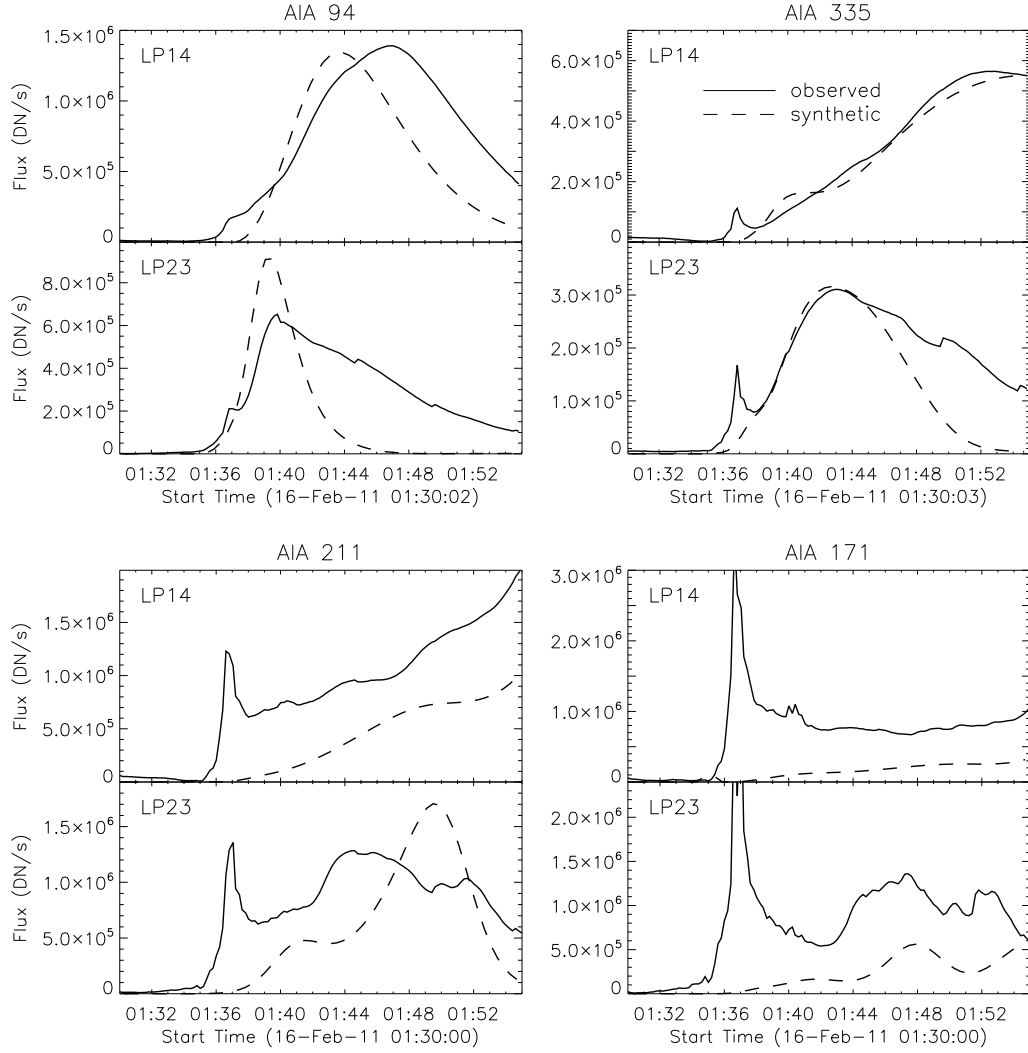 AIA 94
AIA 335
LP14
1.5×10⁶
1.0×10⁶
5.0×10⁵
0
Flux (DN/s)
LP14
observed
synthetic
6.0×10⁵
4.0×10⁵
2.0×10⁵
0
LP23
8.0×10⁵
6.0×10⁵
4.0×10⁵
2.0×10⁵
0
Flux (DN/s)
LP23
3.0×10⁵
2.0×10⁵
1.0×10⁵
0
01:32 01:36 01:40 01:44 01:48 01:52
Start Time (16-Feb-11 01:30:02)
01:32 01:36 01:40 01:44 01:48 01:52
Start Time (16-Feb-11 01:30:03)
AIA 211
AIA 171
LP14
1.5×10⁶
1.0×10⁶
5.0×10⁵
0
Flux (DN/s)
LP14
3.0×10⁶
2.0×10⁶
1.0×10⁶
0
LP23
1.5×10⁶
1.0×10⁶
5.0×10⁵
0
Flux (DN/s)
LP23
2.0×10⁶
1.5×10⁶
1.0×10⁶
5.0×10⁵
0
01:32 01:36 01:40 01:44 01:48 01:52
Start Time (16-Feb-11 01:30:00)
01:32 01:36 01:40 01:44 01:48 01:52
Start Time (16-Feb-11 01:30:00)